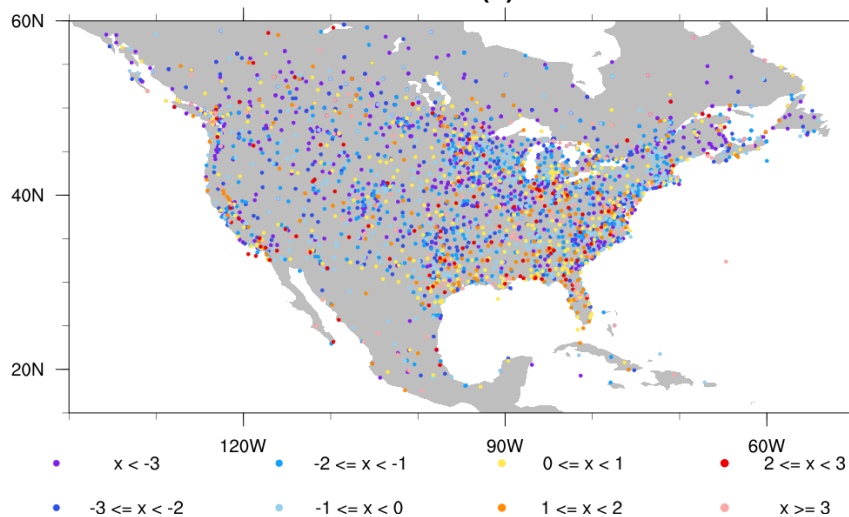 60N
40N
20N
120W 90W 60W
x < -3 -2 <= x < -1 0 <= x < 1 2 <= x < 3
-3 <= x < -2 -1 <= x < 0 1 <= x < 2 x >= 3